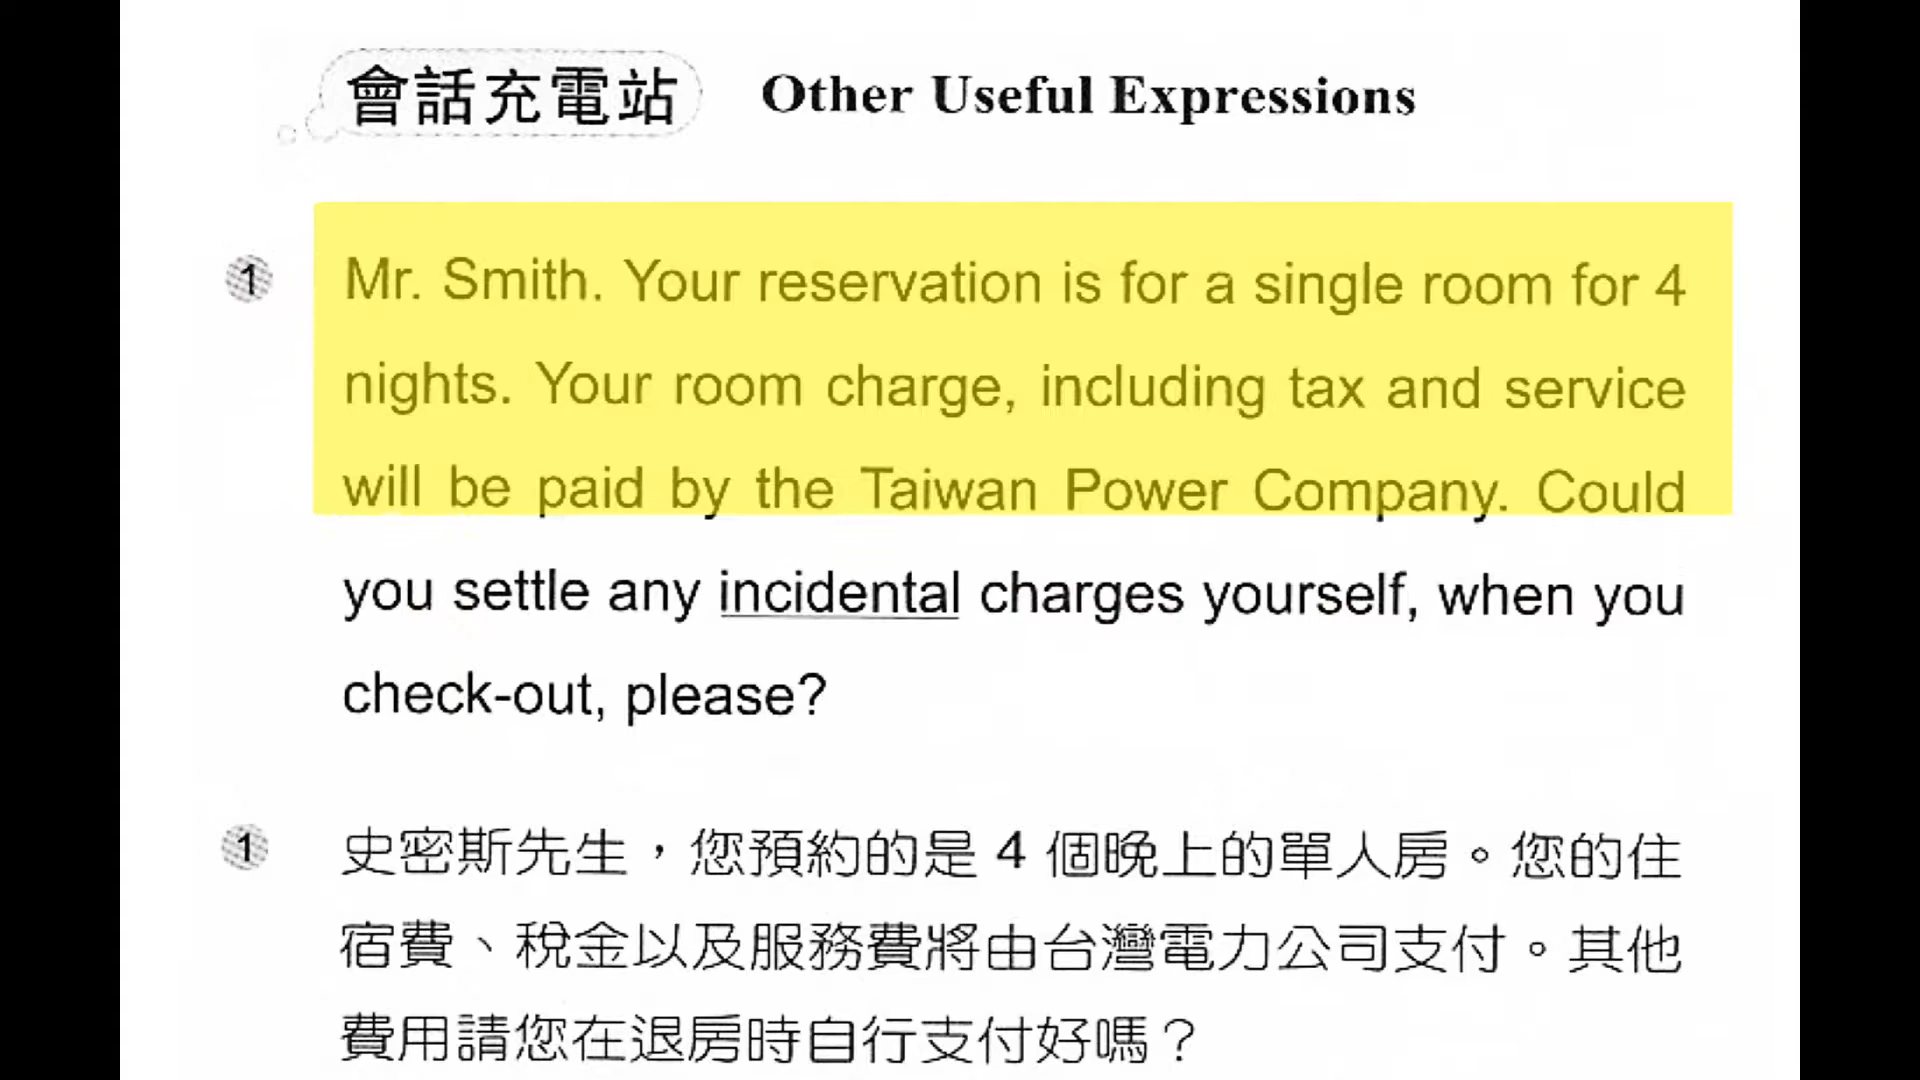 會話充電站 Other Useful Expressions
1 Mr. Smith. Your reservation is for a single room for 4
nights. Your room charge, including tax and service
will be paid by the Taiwan Power Company. Could
you settle any incidental charges yourself, when you
check-out, please?
1 史密斯先生，您預約的是 4 個晚上的單人房。您的住
宿費、稅金以及服務費將由台灣電力公司支付。其他
費用請您在退房時自行支付好嗎？